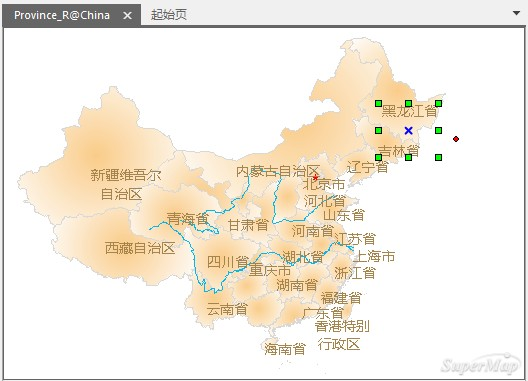 Province_R@China
起始页
黑龙江省
吉林省
辽宁省
内蒙古自治区
新疆维吾尔
自治区
北京市
河北省
青海省
山东省
甘肃省
河南省
江苏省
西藏自治区
四川省
湖北省
上海市
重庆市
浙江省
湖南省
福建省
云南省
广东省
香港特别
行政区
海南省
SuperMap